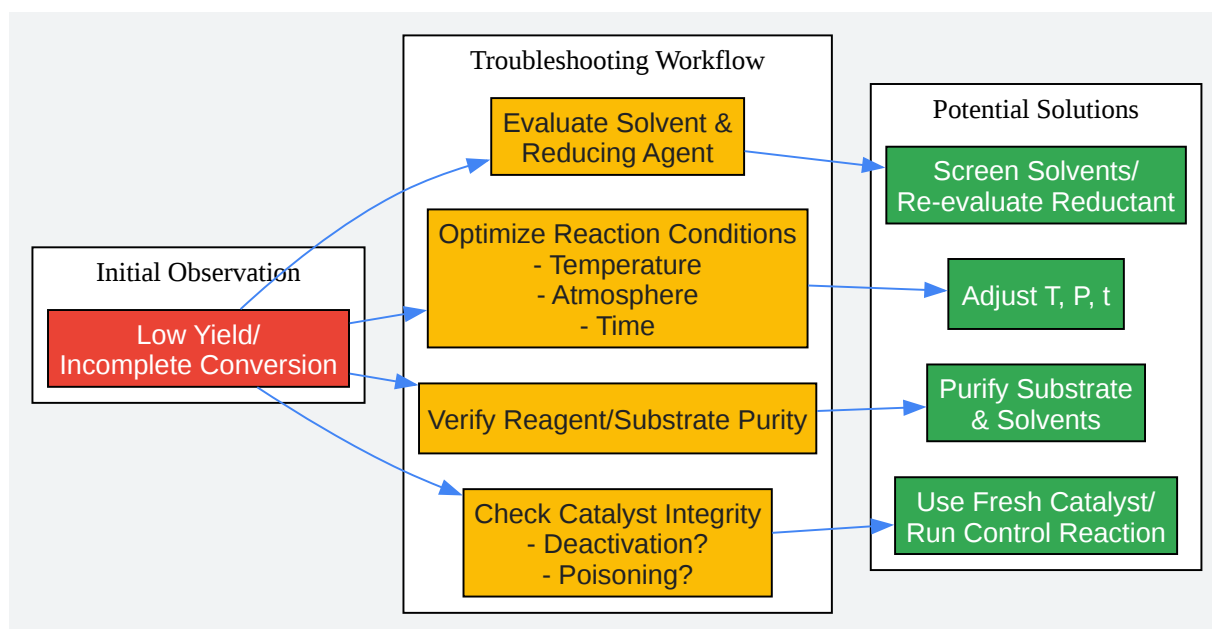 Initial Observation
Low Yield/
Incomplete Conversion
Troubleshooting Workflow
Evaluate Solvent &
Reducing Agent
Optimize Reaction Conditions
- Temperature
- Atmosphere
- Time
Verify Reagent/Substrate Purity
Check Catalyst Integrity
- Deactivation?
- Poisoning?
Potential Solutions
Screen Solvents/
Re-evaluate Reductant
Adjust T, P, t
Purify Substrate
& Solvents
Use Fresh Catalyst/
Run Control Reaction